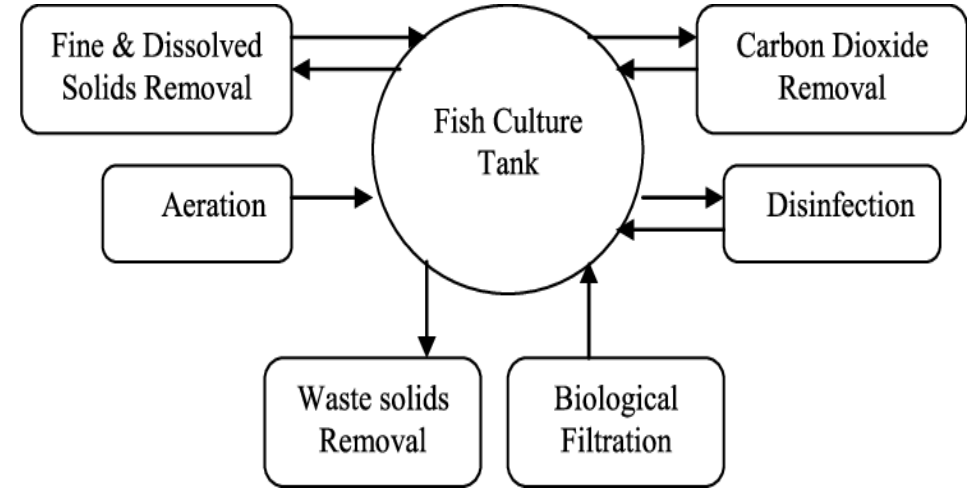 Fine & Dissolved
Solids Removal
Carbon Dioxide
Removal
Fish Culture
Tank
Aeration
Disinfection
Waste solids
Removal
Biological
Filtration